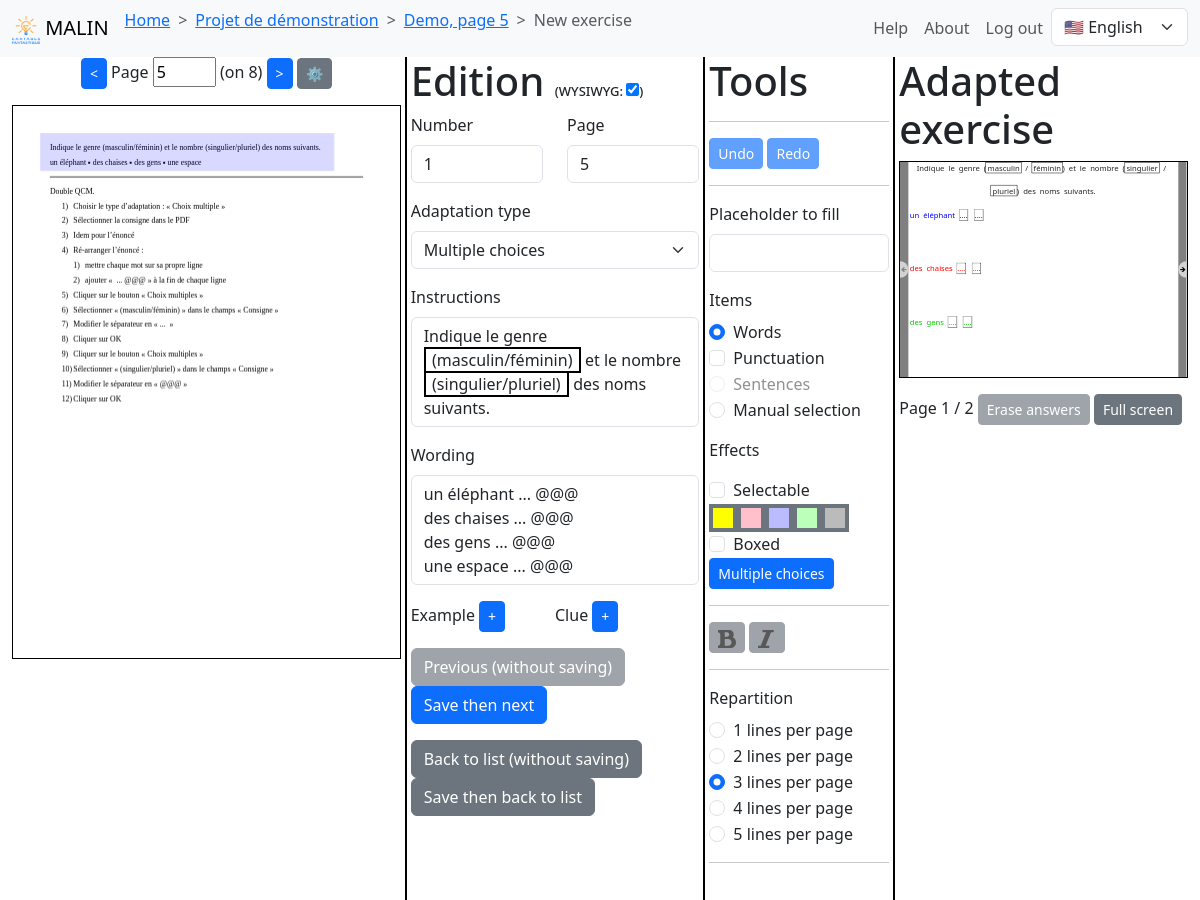 MALIN
Home > Projet de démonstration > Demo, page 5 > New exercise
Help About Log out 🇺🇸 English
< Page 5 (on 8) > ⚙️
Indique le genre (masculin/féminin) et le nombre (singulier/pluriel) des noms suivants.
un éléphant • des chaises • des gens • une espace
Double QCM.
1) Choisir le type d'adaptation : « Choix multiple »
2) Sélectionner la consigne dans le PDF
3) Idem pour l'énoncé
4) Ré-arranger l'énoncé :
1) mettre chaque mot sur sa propre ligne
2) ajouter « ... @@@ » à la fin de chaque ligne
5) Cliquer sur le bouton « Choix multiples »
6) Sélectionner « (masculin/féminin) » dans le champs « Consigne »
7) Modifier le séparateur en « ... »
8) Cliquer sur OK
9) Cliquer sur le bouton « Choix multiples »
10) Sélectionner « (singulier/pluriel) » dans le champs « Consigne »
11) Modifier le séparateur en « @@@ »
12) Cliquer sur OK
Edition (WYSIWYG: )
Number Page
1 5
Adaptation type
Multiple choices
Instructions
Indique le genre
(masculin/féminin) et le nombre
(singulier/pluriel) des noms
suivants.
Wording
un éléphant ... @@@
des chaises ... @@@
des gens ... @@@
une espace ... @@@
Example + Clue +
Previous (without saving)
Save then next
Back to list (without saving)
Save then back to list
Tools
Undo Redo
Placeholder to fill
Items
Words
Punctuation
Sentences
Manual selection
Effects
Selectable
Boxed
Multiple choices
B I
Repartition
1 lines per page
2 lines per page
3 lines per page
4 lines per page
5 lines per page
Adapted
exercise
Indique le genre (masculin / féminin) et le nombre (singulier /
pluriel) des noms suivants.
un éléphant ... ...
des chaises ... ...
des gens ... ...
Page 1 / 2 Erase answers Full screen